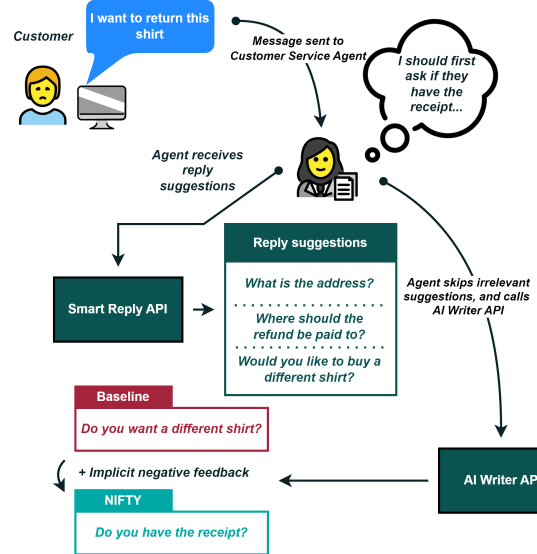 Customer
I want to return this
shirt
Message sent to
Customer Service Agent
I should first
ask if they
have the
receipt...
Agent receives
reply
suggestions
Smart Reply API
Reply suggestions
What is the address?
Where should the
refund be paid to?
Would you like to buy a
different shirt?
Agent skips irrelevant
suggestions, and calls
AI Writer API
Baseline
Do you want a different shirt?
+ Implicit negative feedback
NIFTY
Do you have the receipt?
AI Writer AP